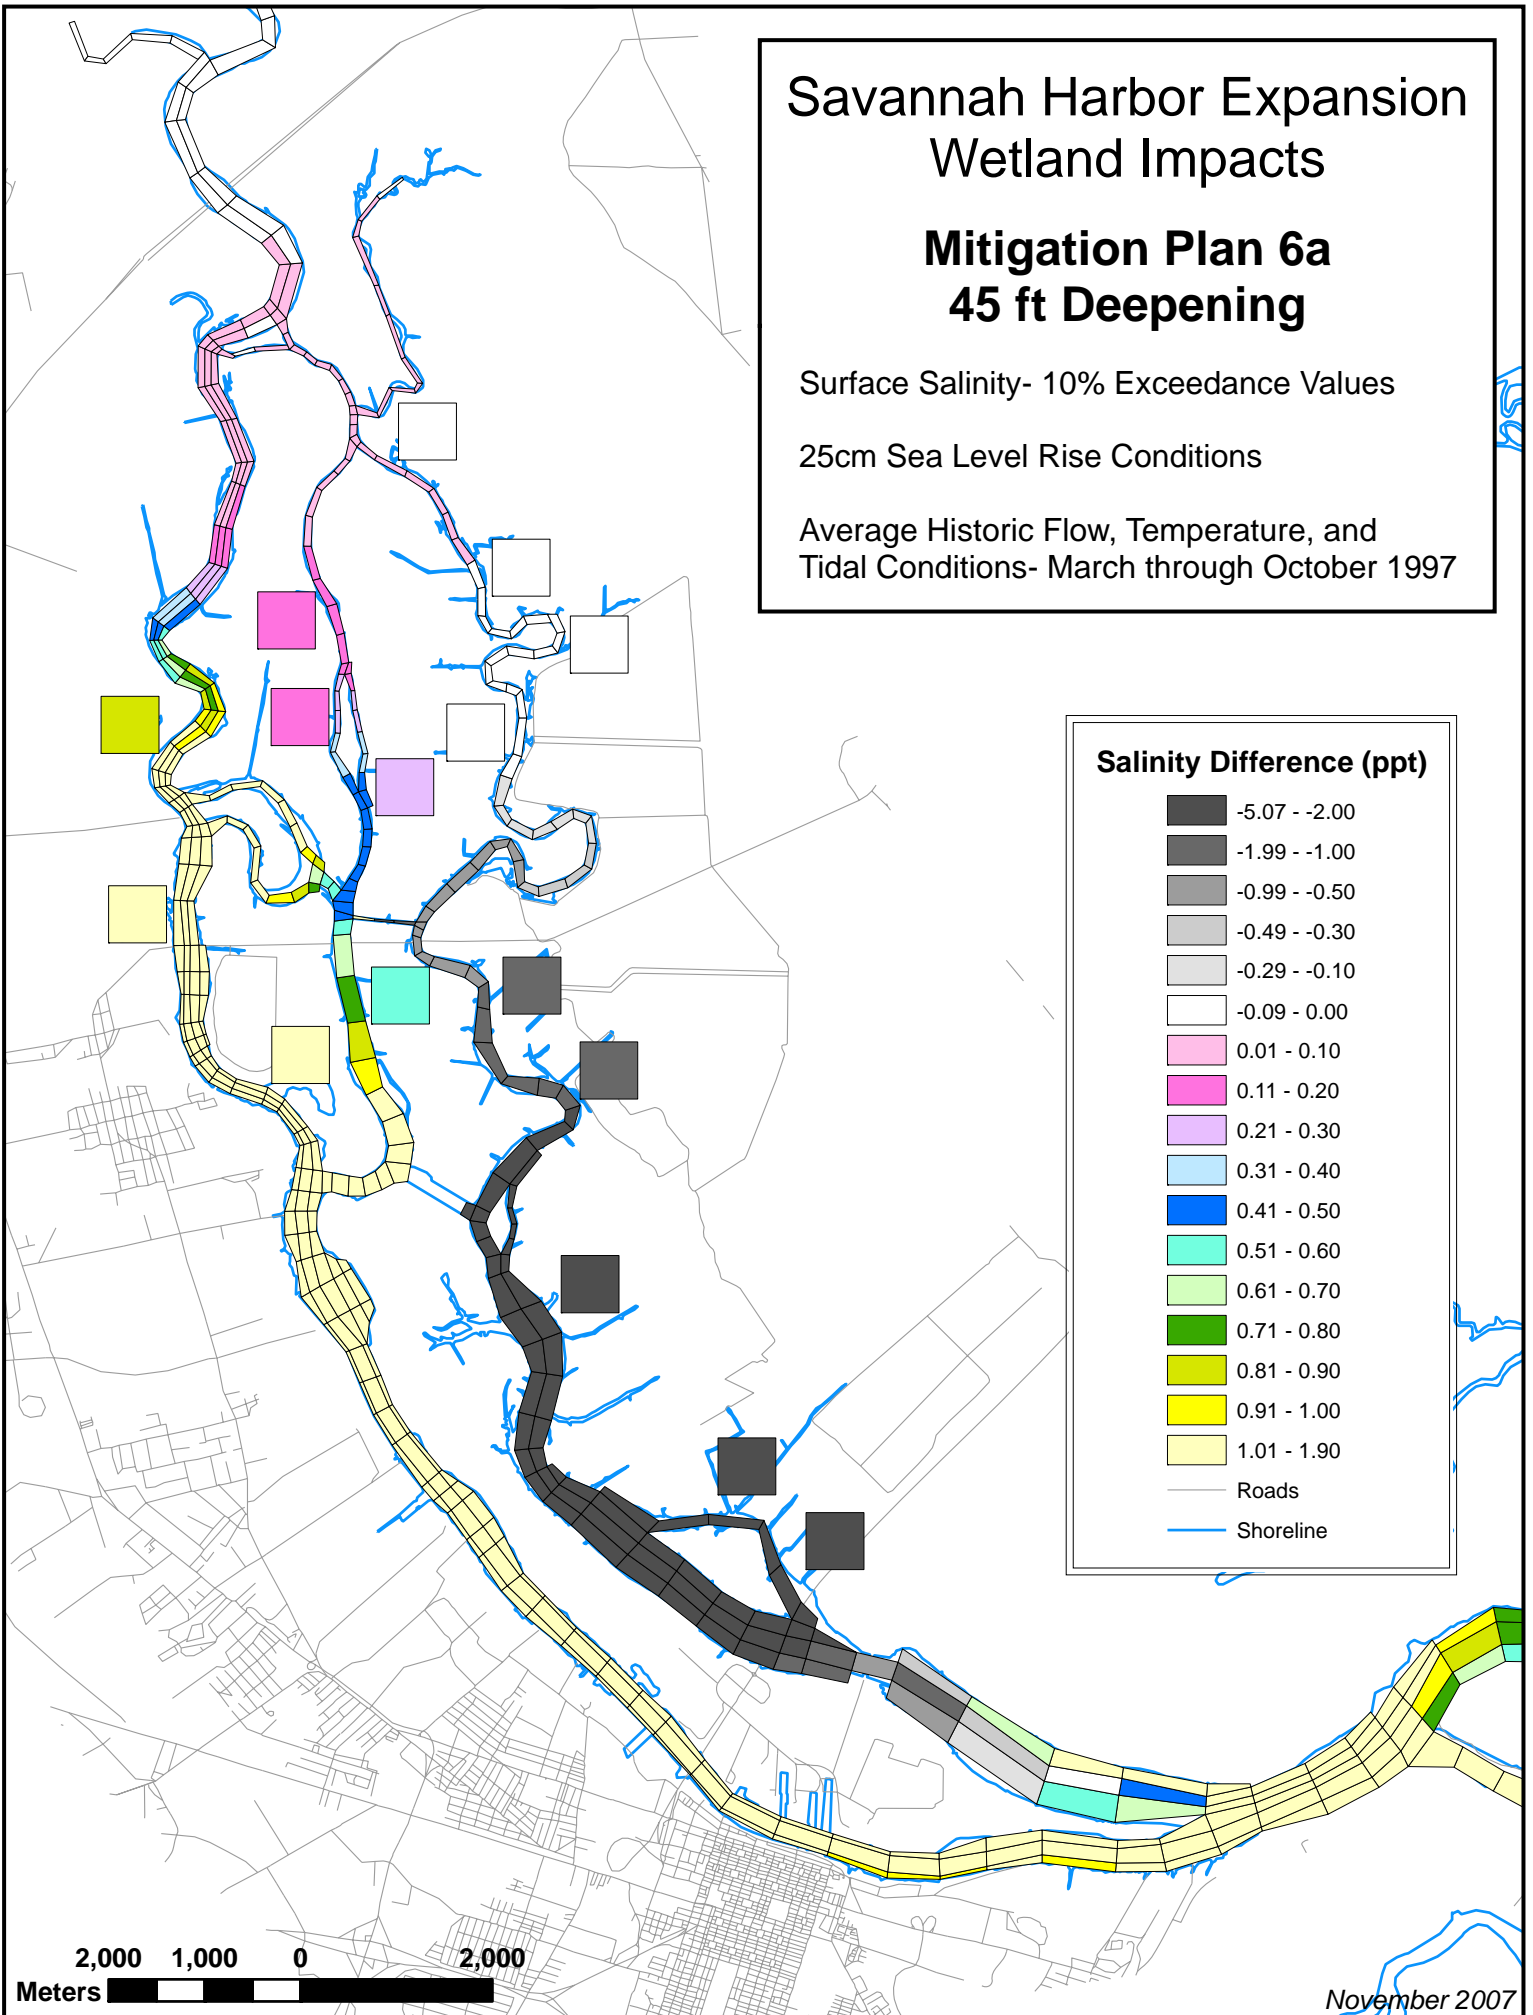 Savannah Harbor Expansion
Wetland Impacts
Mitigation Plan 6a
45 ft Deepening
Surface Salinity- 10% Exceedance Values
25cm Sea Level Rise Conditions
Average Historic Flow, Temperature, and
Tidal Conditions- March through October 1997
Salinity Difference (ppt)
-5.07 - -2.00
-1.99 - -1.00
-0.99 - -0.50
-0.49 - -0.30
-0.29 - -0.10
-0.09 - 0.00
0.01 - 0.10
0.11 - 0.20
0.21 - 0.30
0.31 - 0.40
0.41 - 0.50
0.51 - 0.60
0.61 - 0.70
0.71 - 0.80
0.81 - 0.90
0.91 - 1.00
1.01 - 1.90
Roads
Shoreline
2,000 1,000 0 2,000
Meters
November 2007